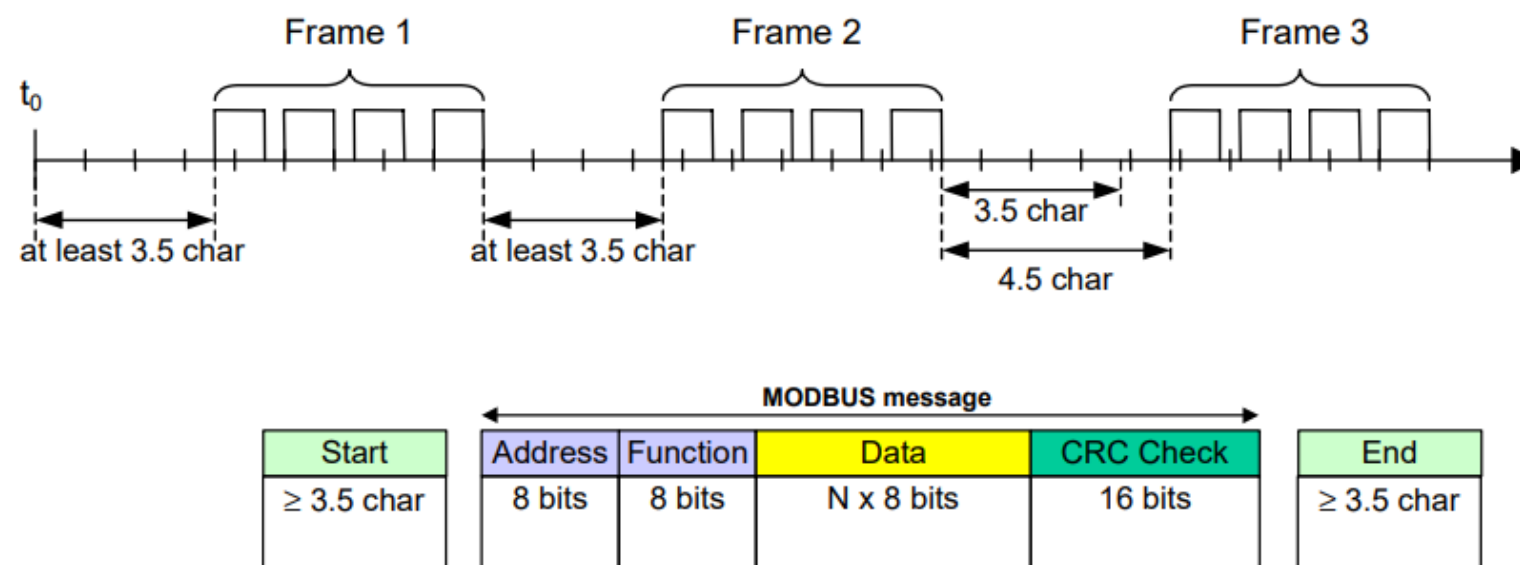 Frame 1 Frame 2 Frame 3
t0
3.5 char
at least 3.5 char at least 3.5 char
4.5 char
MODBUS message
Start Address Function Data CRC Check End
≥ 3.5 char 8 bits 8 bits N x 8 bits 16 bits ≥ 3.5 char